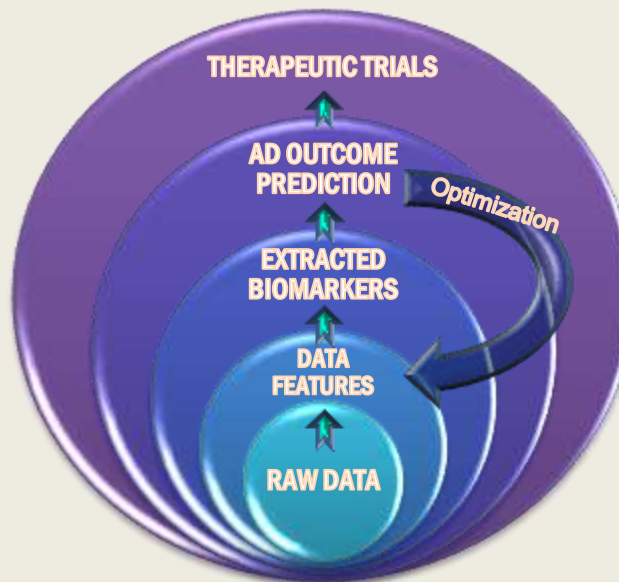 THERAPEUTIC TRIALS
AD OUTCOME
PREDICTION
Optimization
EXTRACTED
BIOMARKERS
DATA
FEATURES
RAW DATA